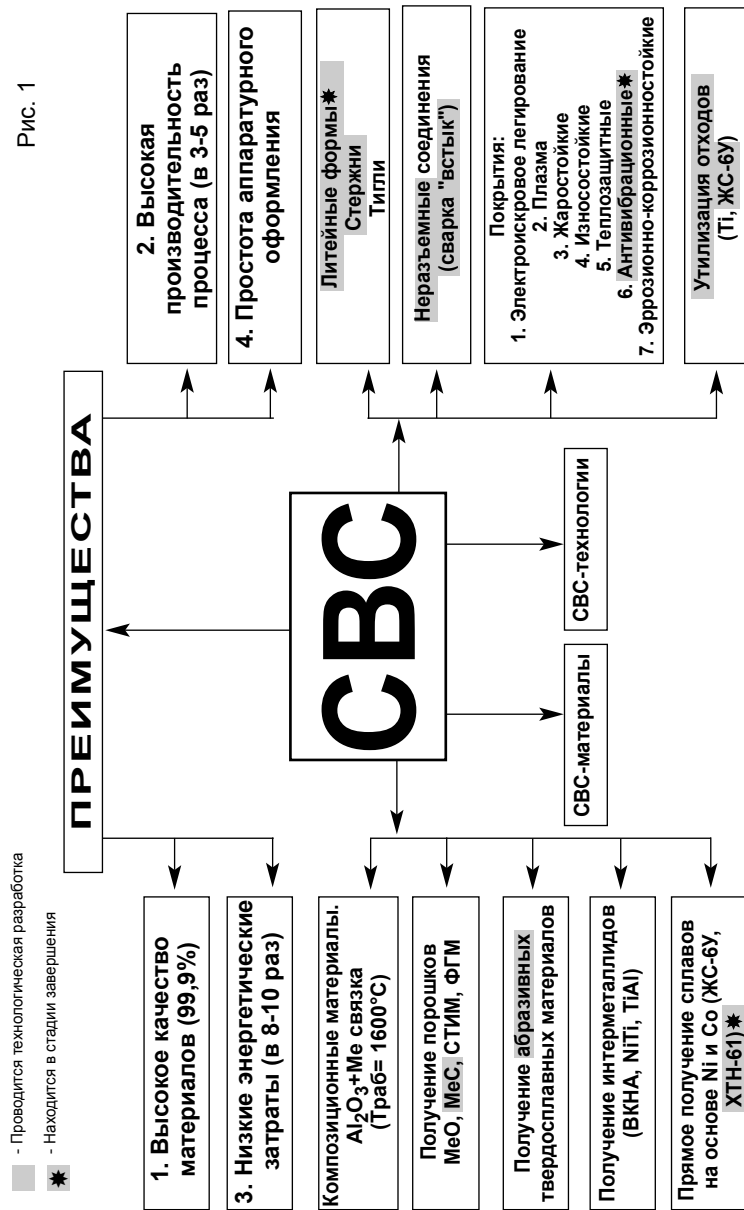 Рис. 1
- Проводится технологическая разработка
✸ - Находится в стадии завершения
ПРЕИМУЩЕСТВА
1. Высокое качество
материалов (99,9%)
2. Высокая
производительность
процесса (в 3-5 раз)
3. Низкие энергетические
затраты (в 8-10 раз)
4. Простота аппаратурного
оформления
СВС
СВС-материалы
СВС-технологии
Композиционные материалы.
Al₂O₃+Me связка
(Траб= 1600°С)
Получение порошков
MeO, MeC, СТИМ, ФГМ
Получение абразивных
твердосплавных материалов
Получение интерметаллидов
(ВКНА, NiTi, TiAl)
Прямое получение сплавов
на основе Ni и Co (ЖС-6У,
ХТН-61)✸
Литейные формы✸
Стержни
Тигли
Неразъемные соединения
(сварка "встык")
Покрытия:
1. Электроискровое легирование
2. Плазма
3. Жаростойкие
4. Износостойкие
5. Теплозащитные
6. Антивибрационные✸
7. Эррозионно-коррозионностойкие
Утилизация отходов
(Ti, ЖС-6У)